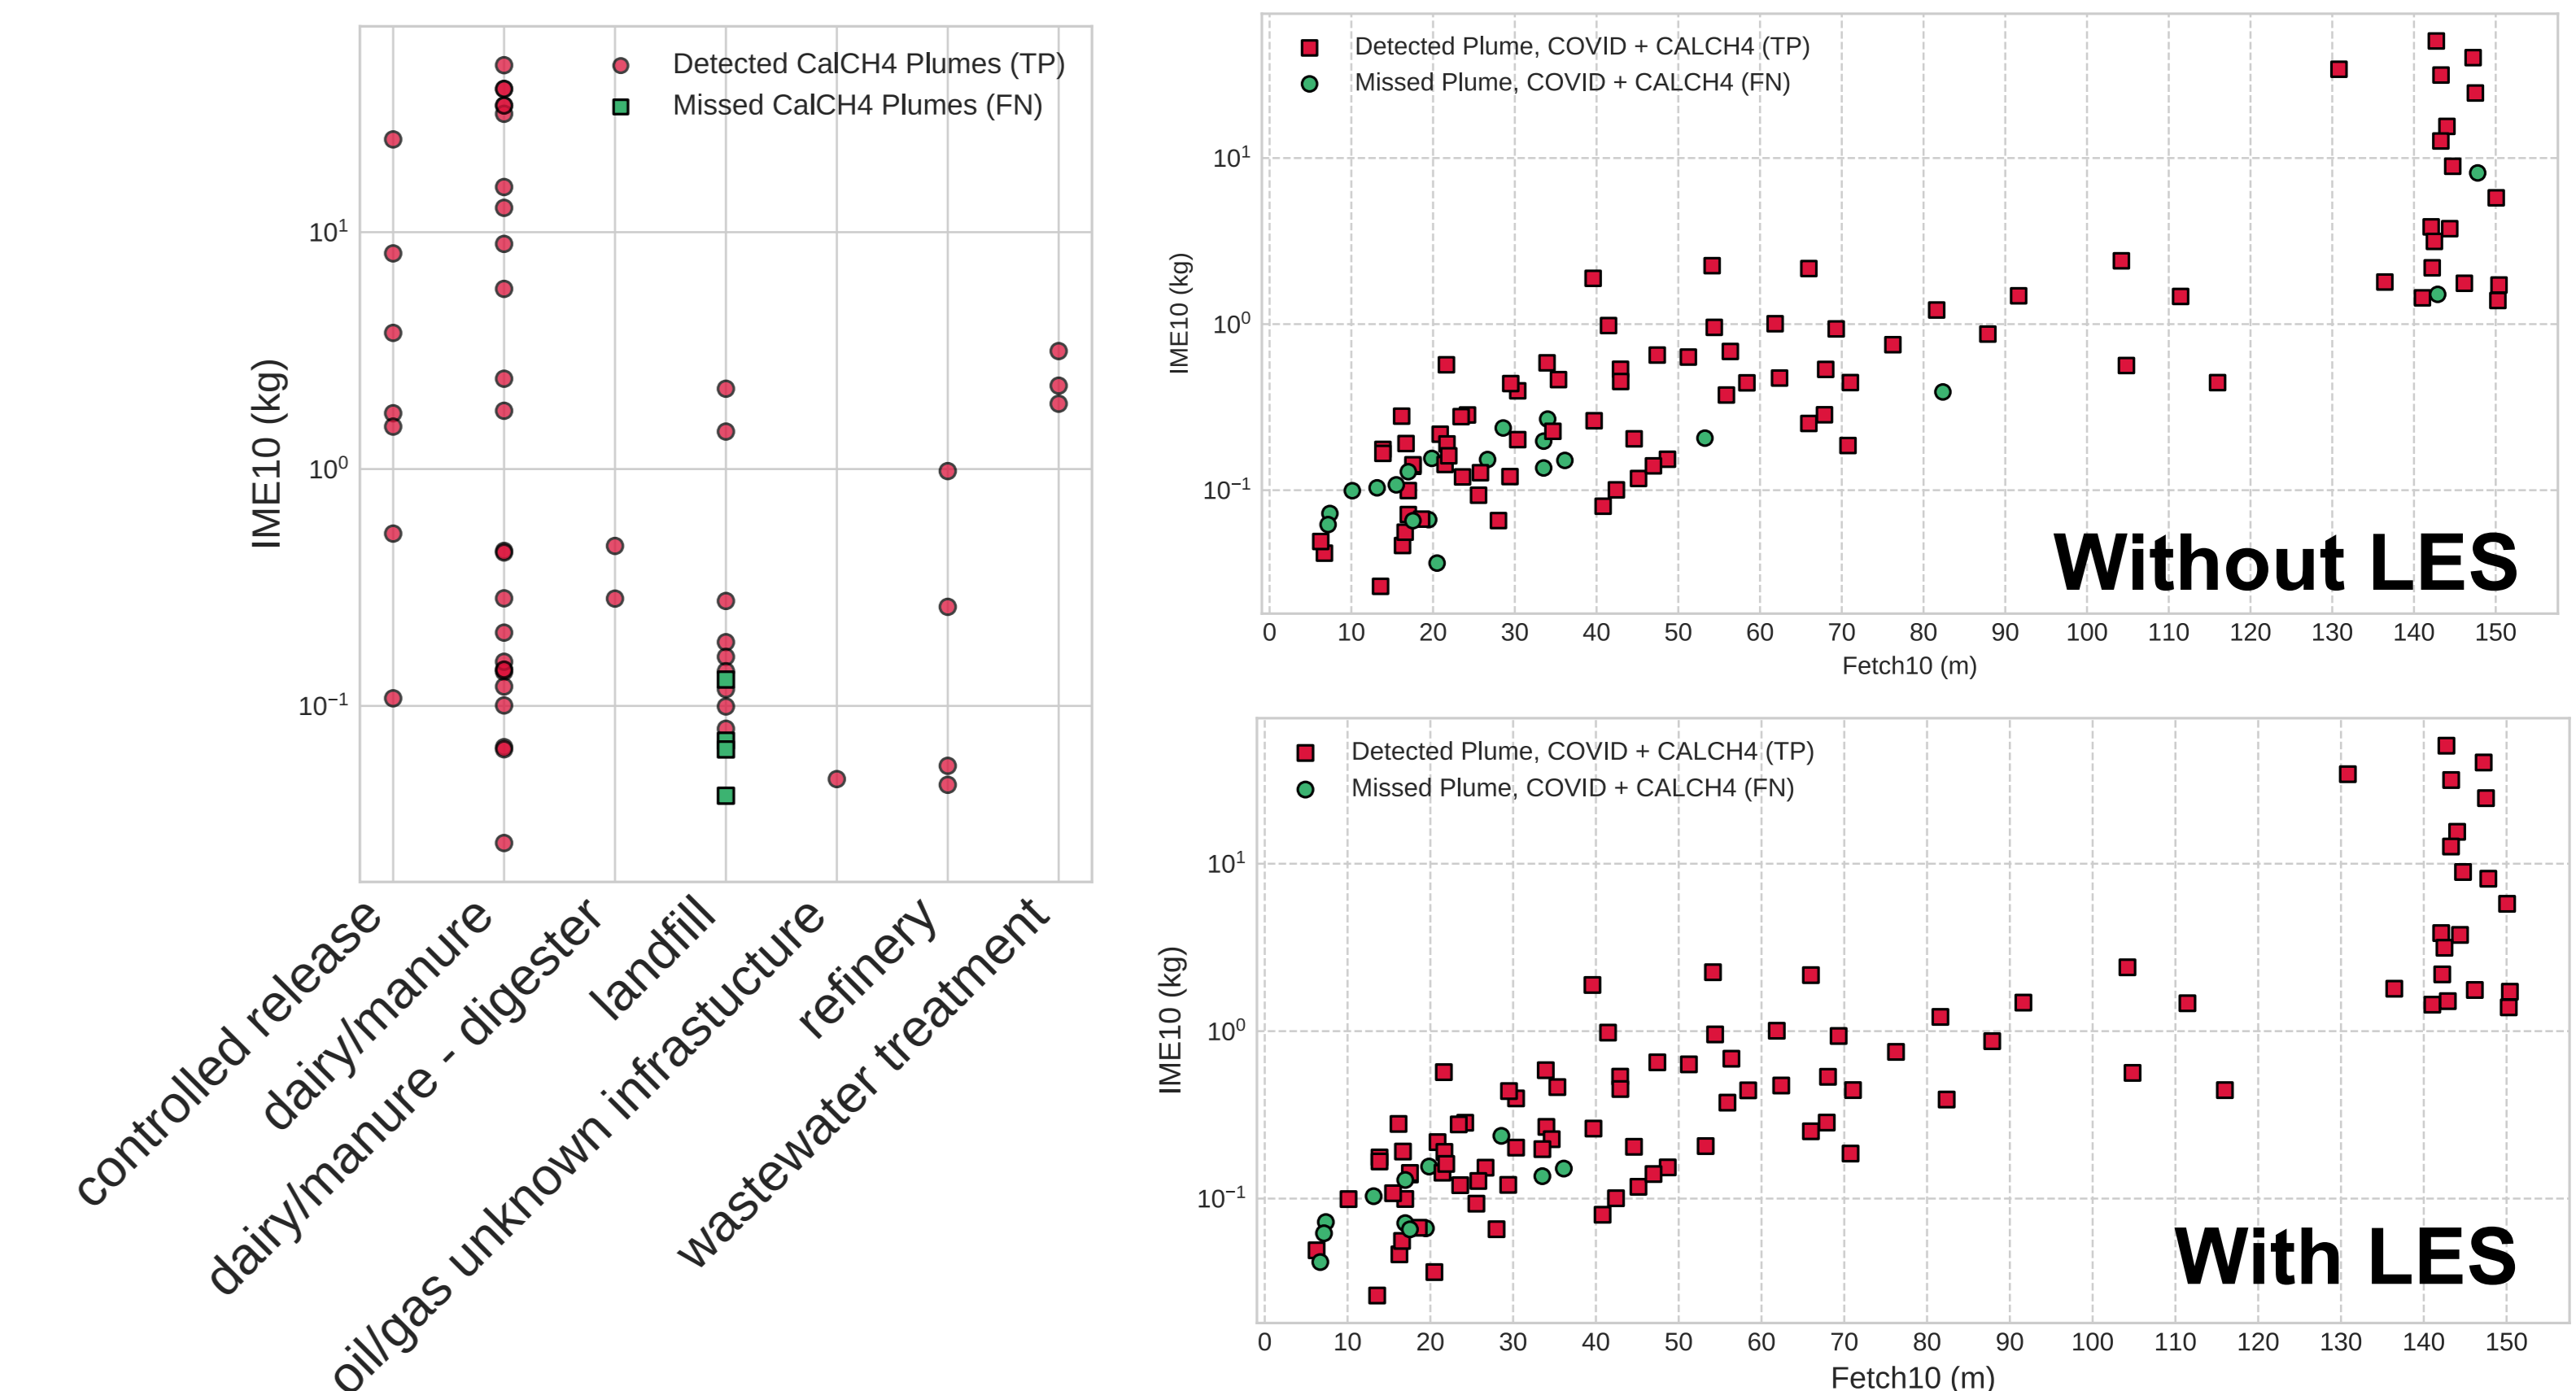 Detected CalCH4 Plumes (TP)
Missed CalCH4 Plumes (FN)
IME10 (kg)
10¹
10⁰
10⁻¹
controlled release
dairy/manure
dairy/manure - digester
landfill
oil/gas unknown infrastucture
refinery
wastewater treatment
Detected Plume, COVID + CALCH4 (TP)
Missed Plume, COVID + CALCH4 (FN)
IME10 (kg)
10¹
10⁰
10⁻¹
Without LES
0 10 20 30 40 50 60 70 80 90 100 110 120 130 140 150
Fetch10 (m)
Detected Plume, COVID + CALCH4 (TP)
Missed Plume, COVID + CALCH4 (FN)
IME10 (kg)
10¹
10⁰
10⁻¹
With LES
0 10 20 30 40 50 60 70 80 90 100 110 120 130 140 150
Fetch10 (m)